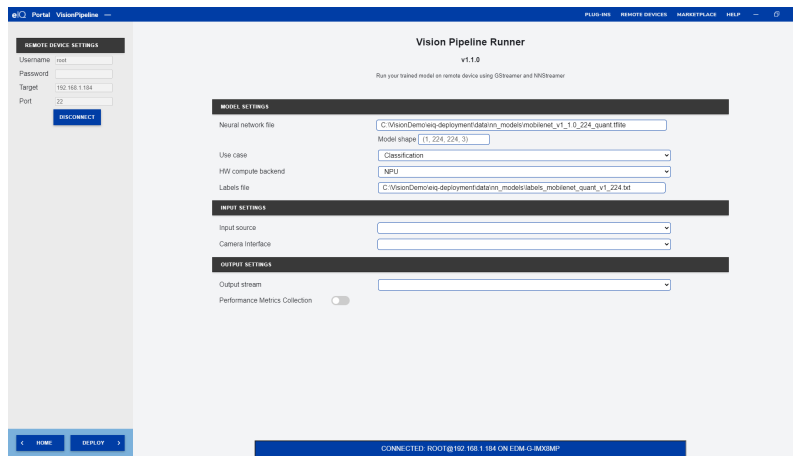 eIQ Portal VisionPipeline —
PLUG-INS REMOTE DEVICES MARKETPLACE HELP
REMOTE DEVICE SETTINGS
Username root
Password
Target 192.168.1.184
Port 22
DISCONNECT
Vision Pipeline Runner
v1.1.0
Run your trained model on remote device using GStreamer and NNStreamer
MODEL SETTINGS
Neural network file C:\VisionDemo\eiq-deployment\data\nn_models\mobilenet_v1_1.0_224_quant.tflite
Model shape (1, 224, 224, 3)
Use case Classification
HW compute backend NPU
Labels file C:\VisionDemo\eiq-deployment\data\nn_models\labels_mobilenet_quant_v1_224.txt
INPUT SETTINGS
Input source
Camera Interface
OUTPUT SETTINGS
Output stream
Performance Metrics Collection
HOME DEPLOY
CONNECTED: ROOT@192.168.1.184 ON EDM-G-IMX8MP